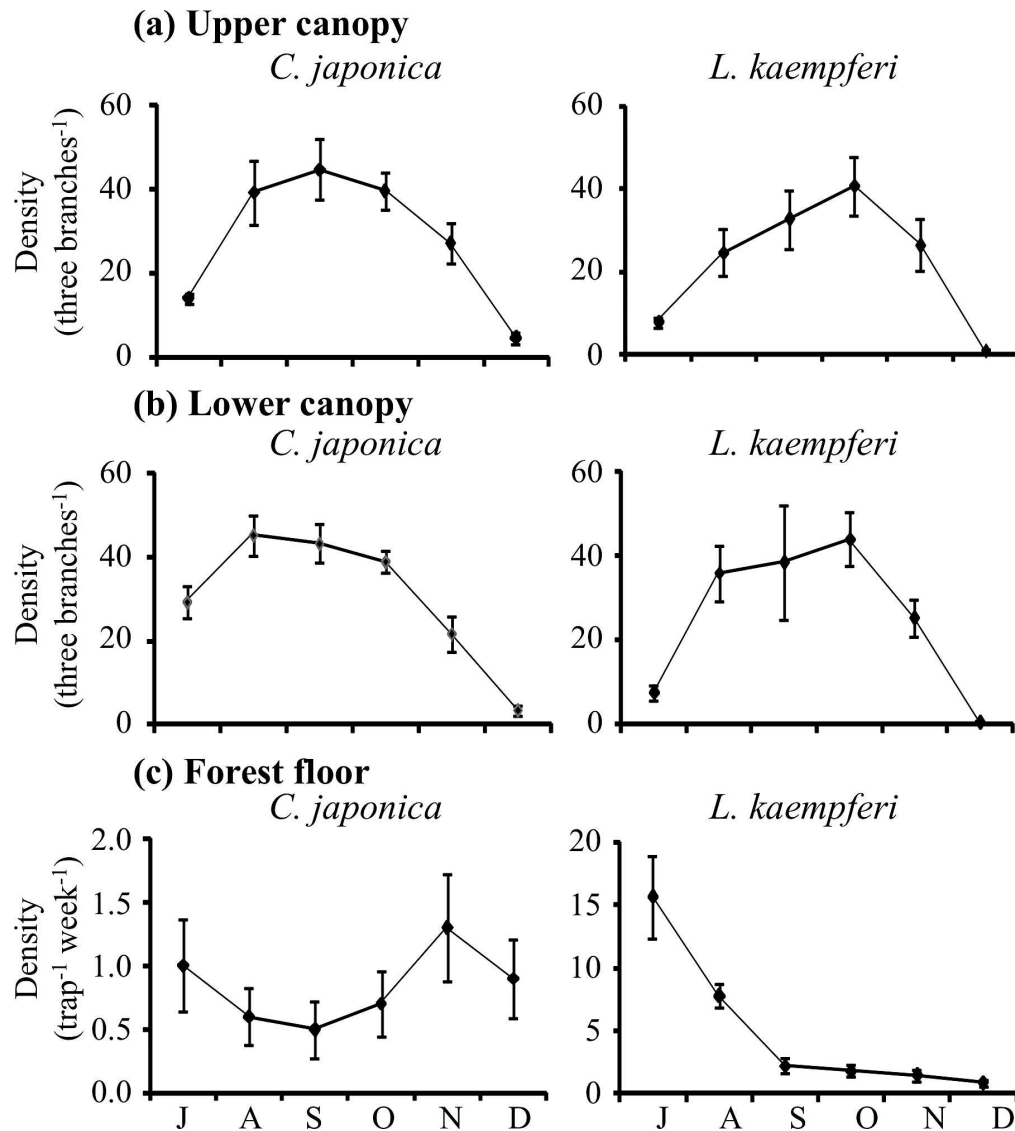 (a) Upper canopy
C. japonica
L. kaempferi
Density
(three branches⁻¹)
60
40
20
0
60
40
20
0
(b) Lower canopy
C. japonica
L. kaempferi
Density
(three branches⁻¹)
60
40
20
0
60
40
20
0
(c) Forest floor
C. japonica
L. kaempferi
Density
(trap⁻¹ week⁻¹)
2.0
1.5
1.0
0.5
0.0
20
15
10
5
0
J A S O N D
J A S O N D